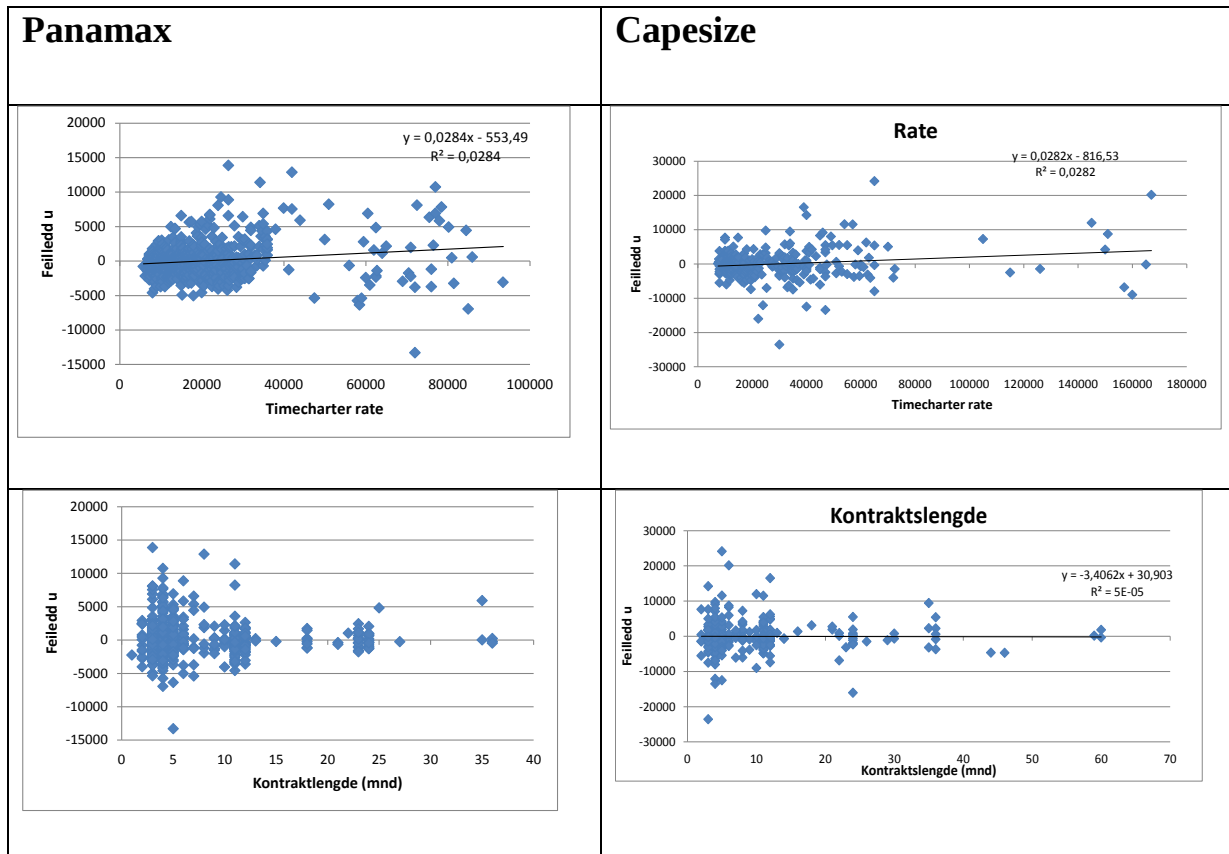 Panamax
Capesize
20000
15000
10000
5000
0
-5000
-10000
-15000
0 20000 40000 60000 80000 100000
Timecharter rate
Feilledd u
y = 0,0284x - 553,49
R² = 0,0284
Rate
30000
20000
10000
0
-10000
-20000
-30000
0 20000 40000 60000 80000 100000 120000 140000 160000 180000
Timecharter rate
Feilledd u
y = 0,0282x - 816,53
R² = 0,0282
20000
15000
10000
5000
0
-5000
-10000
-15000
0 5 10 15 20 25 30 35 40
Kontraktlengde (mnd)
Feiledd u
Kontraktslengde
30000
20000
10000
0
-10000
-20000
-30000
0 10 20 30 40 50 60 70
Kontraktslengde (mnd)
Feilledd u
y = -3,4062x + 30,903
R² = 5E-05